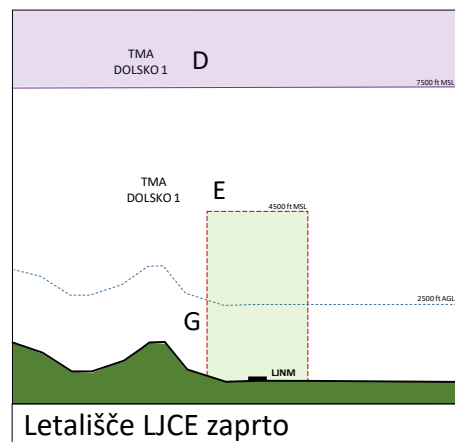 TMA
DOLSKO 1
D
7500 ft MSL
TMA
DOLSKO 1
E
4500 ft MSL
2500 ft AGL
G
LJNM
Letališče LJCE zaprto